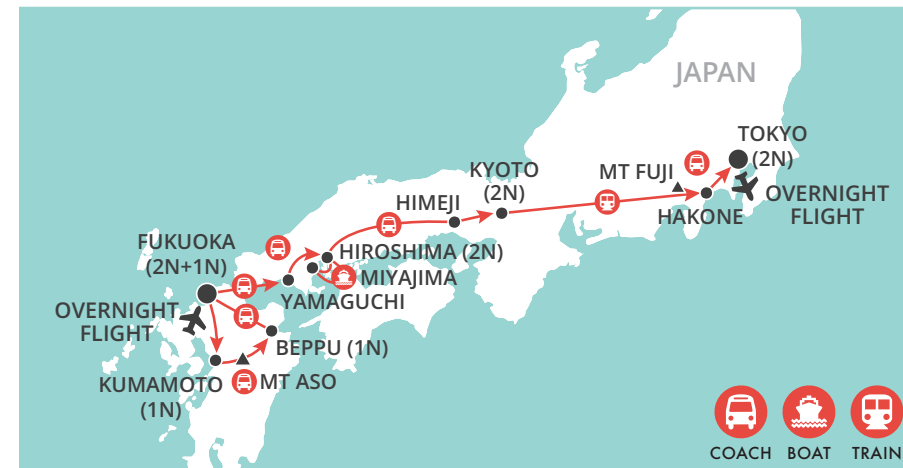 JAPAN
TOKYO
(2N)
KYOTO
(2N)
MT FUJI
OVERNIGHT
FLIGHT
HAKONE
HIMEJI
FUKUOKA
(2N+1N)
HIROSHIMA (2N)
MIYAJIMA
YAMAGUCHI
OVERNIGHT
FLIGHT
BEPPU (1N)
KUMAMOTO
(1N)
MT ASO
COACH BOAT TRAIN